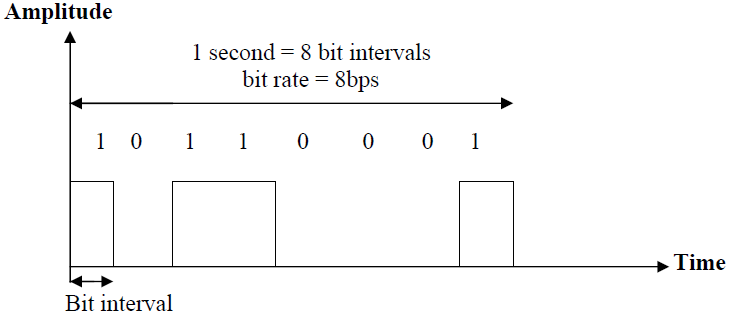 Amplitude
1 second = 8 bit intervals
bit rate = 8bps
1 0 1 1 0 0 0 1
Time
Bit interval